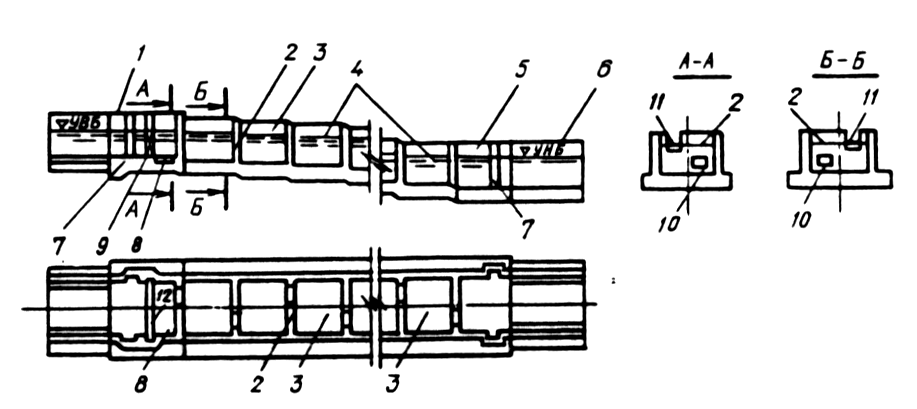 1 А Б 2 3 4 5 6 А-А Б-Б
▽УВБ ▽УНБ 11 2 2 11
7 А 9 8 Б 7 10 10
12
8 2 3 3